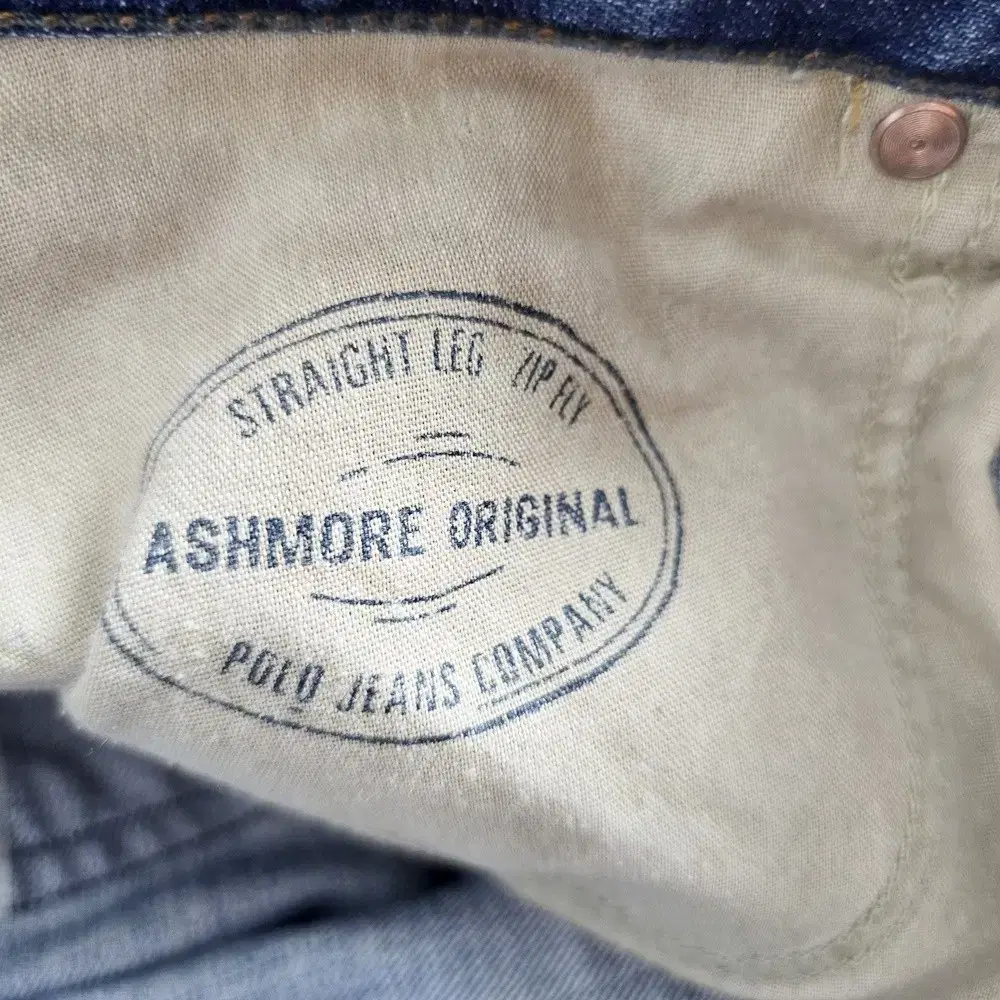 STRAIGHT LEG ZIP FLY
ASHMORE ORIGINAL
POLO JEANS COMPANY